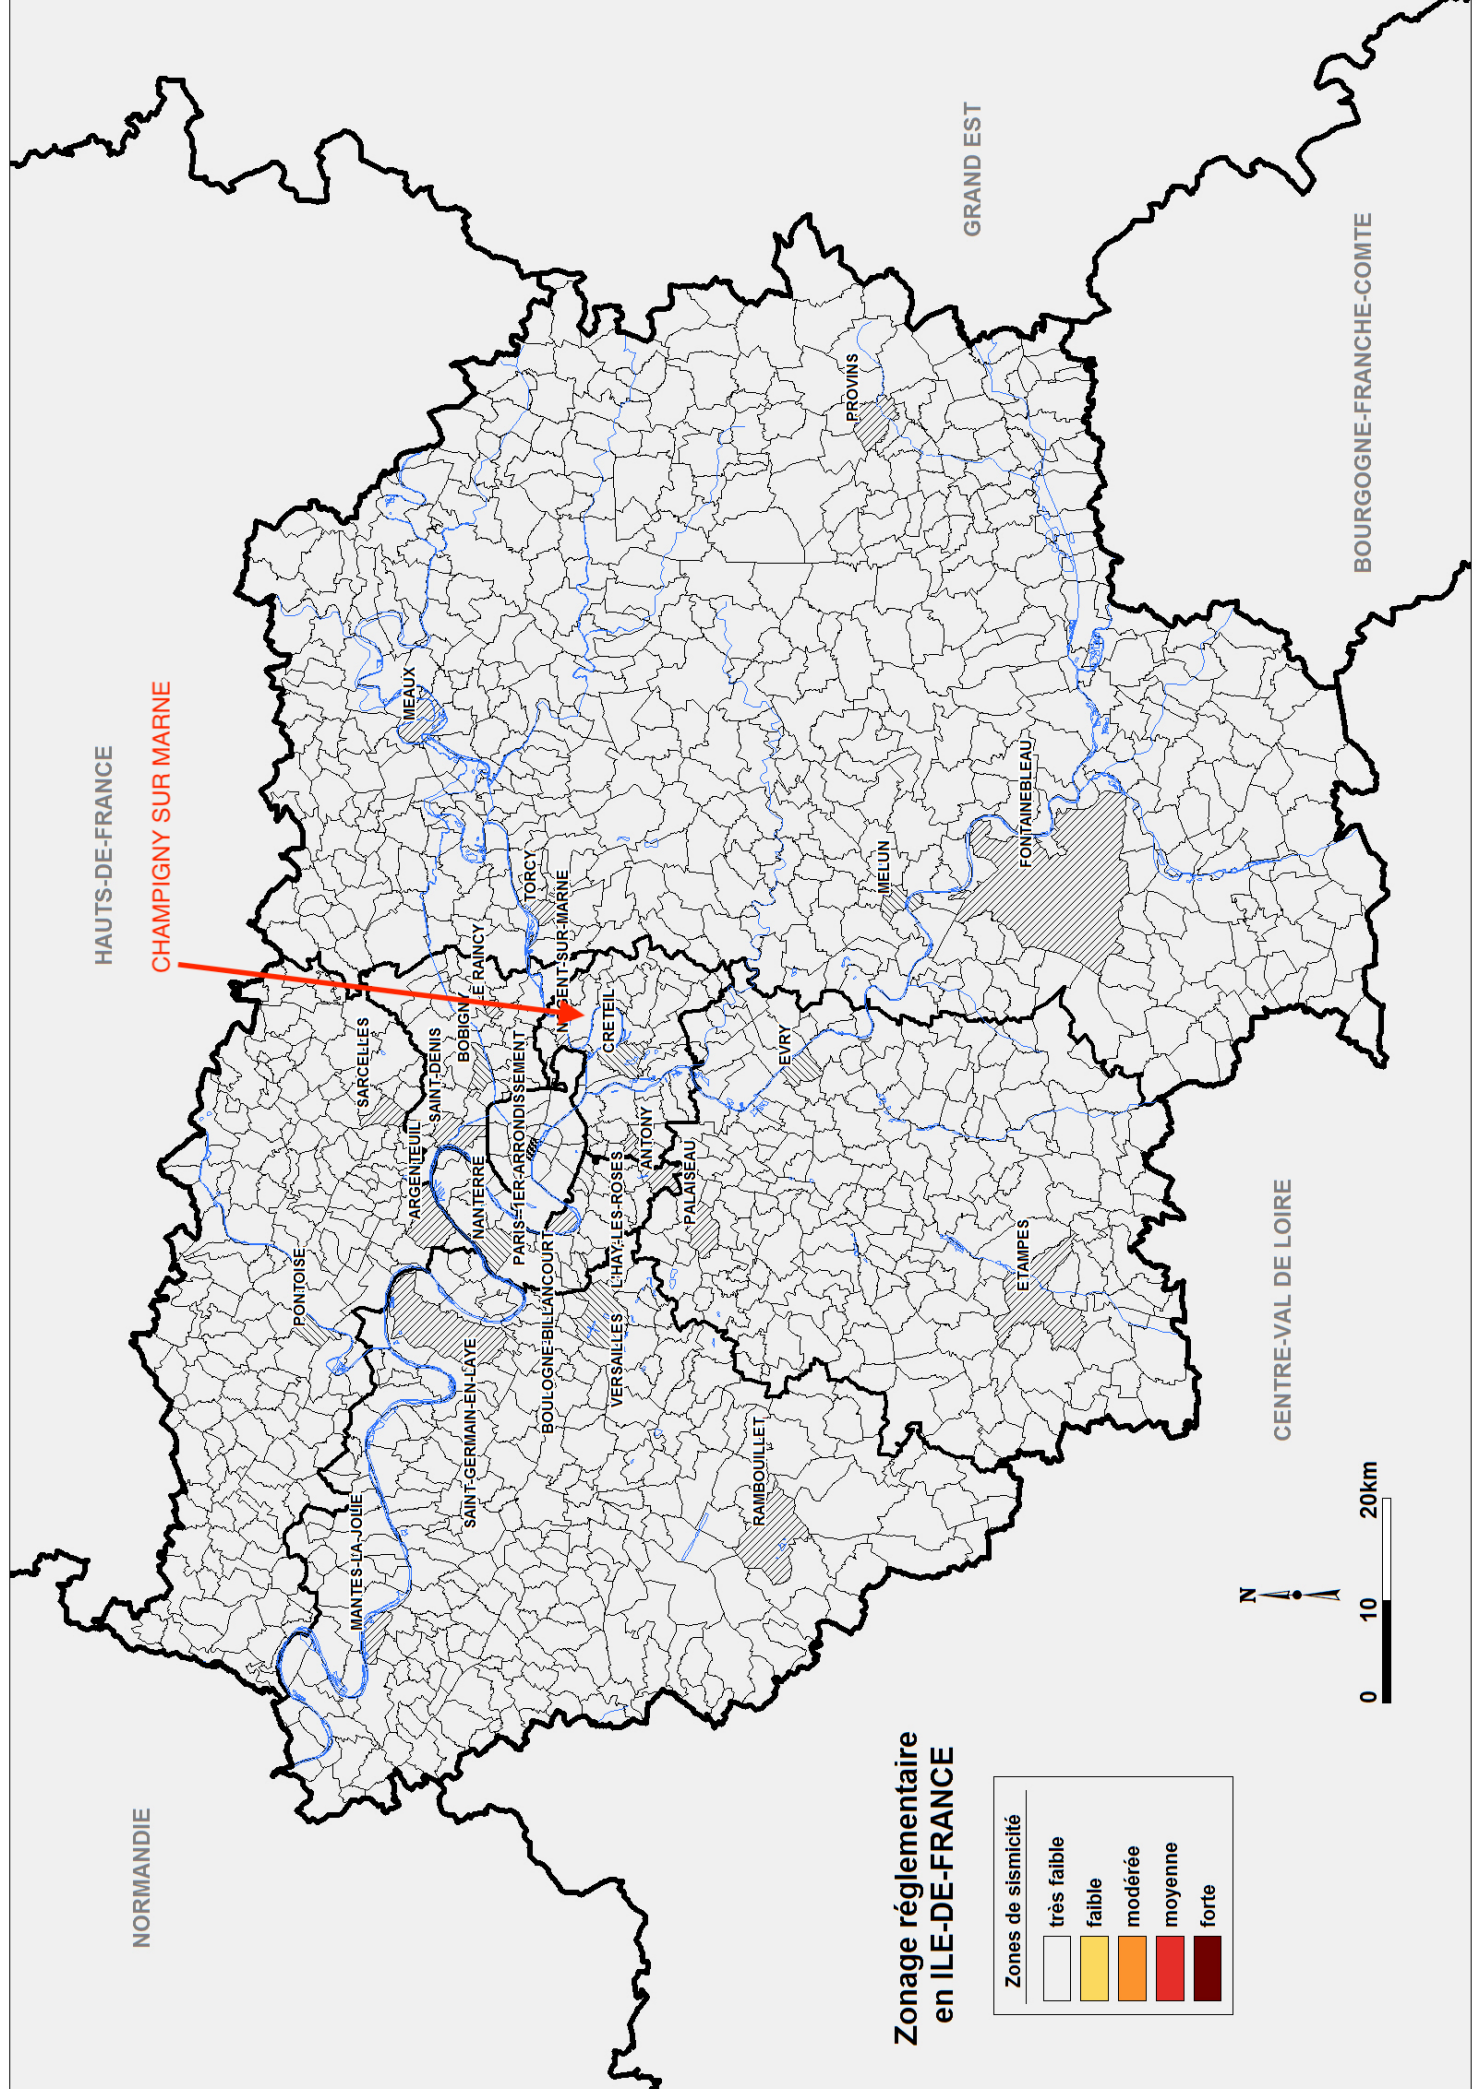 HAUTS-DE-FRANCE
CHAMPIGNY SUR MARNE
NORMANDIE
GRAND EST
BOURGOGNE-FRANCHE-COMTE
CENTRE-VAL DE LOIRE
PONTOISE
MANTES-LA-JOLIE
SARCELLES
ARGENTEUIL
SAINT-DENIS
MEAUX
BOBIGN
LE RAINCY
NANTERRE
SAINT-GERMAIN-EN-LAYE
PARIS-1ER-ARRONDISSEMENT
TORCY
BOULOGNE-BILLANCOURT
GENT-SUR-MARNE
CRETEIL
VERSAILLES
L'HAY-LES-ROSES
ANTONY
PALAISEAU
RAMBOUILLET
EVRY
PROVINS
MELUN
ETAMPES
FONTAINEBLEAU
Zonage réglementaire
en ILE-DE-FRANCE
Zones de sismicité
très faible
faible
modérée
moyenne
forte
N
0 10 20km